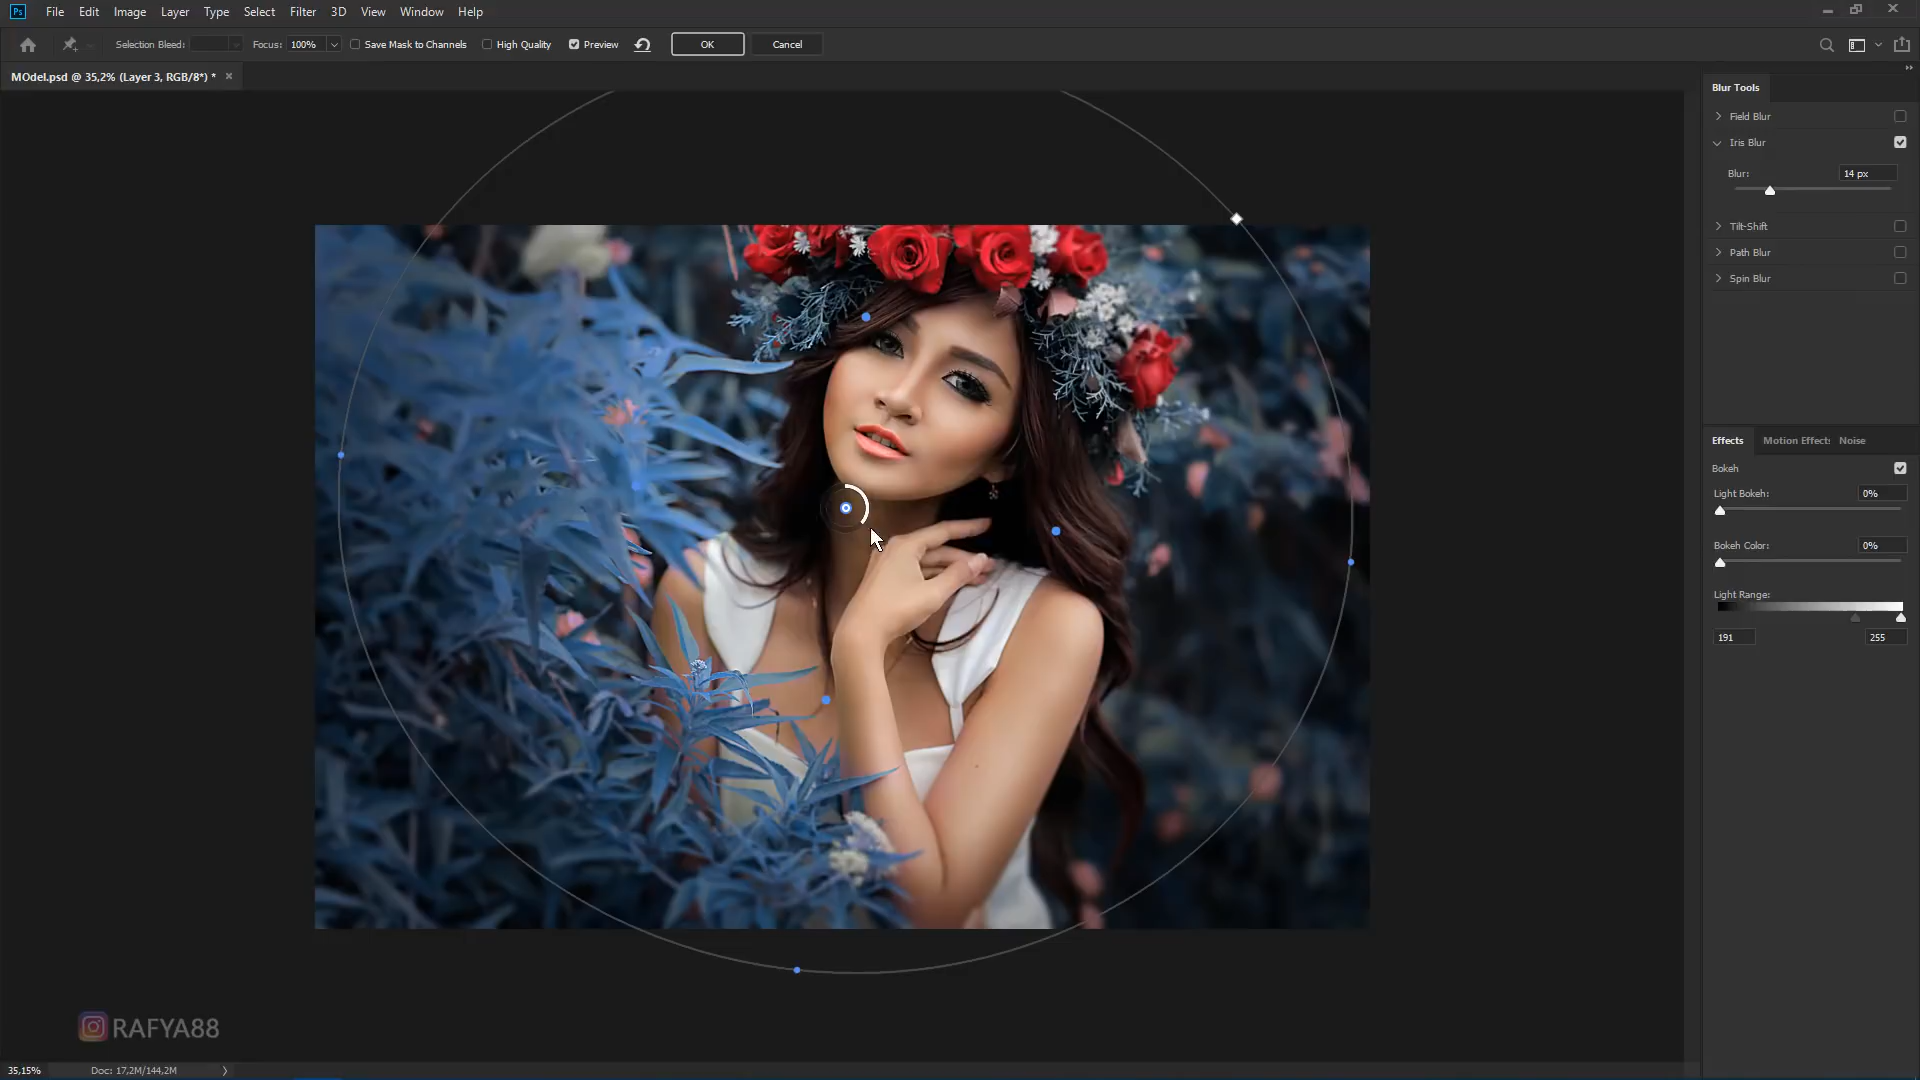 Ps File Edit Image Layer Type Select Filter 3D View Window Help
Selection Bleed: Focus: 100% Save Mask to Channels High Quality Preview OK Cancel
MOdel.psd @ 35,2% (Layer 3, RGB/8*) *
Blur Tools
Field Blur
Iris Blur
Blur: 14 px
Tilt-Shift
Path Blur
Spin Blur
Effects Motion Effects Noise
Bokeh
Light Bokeh: 0%
Bokeh Color: 0%
Light Range:
191 255
RAFYA88
35,15% Doc: 17,2M/144,2M